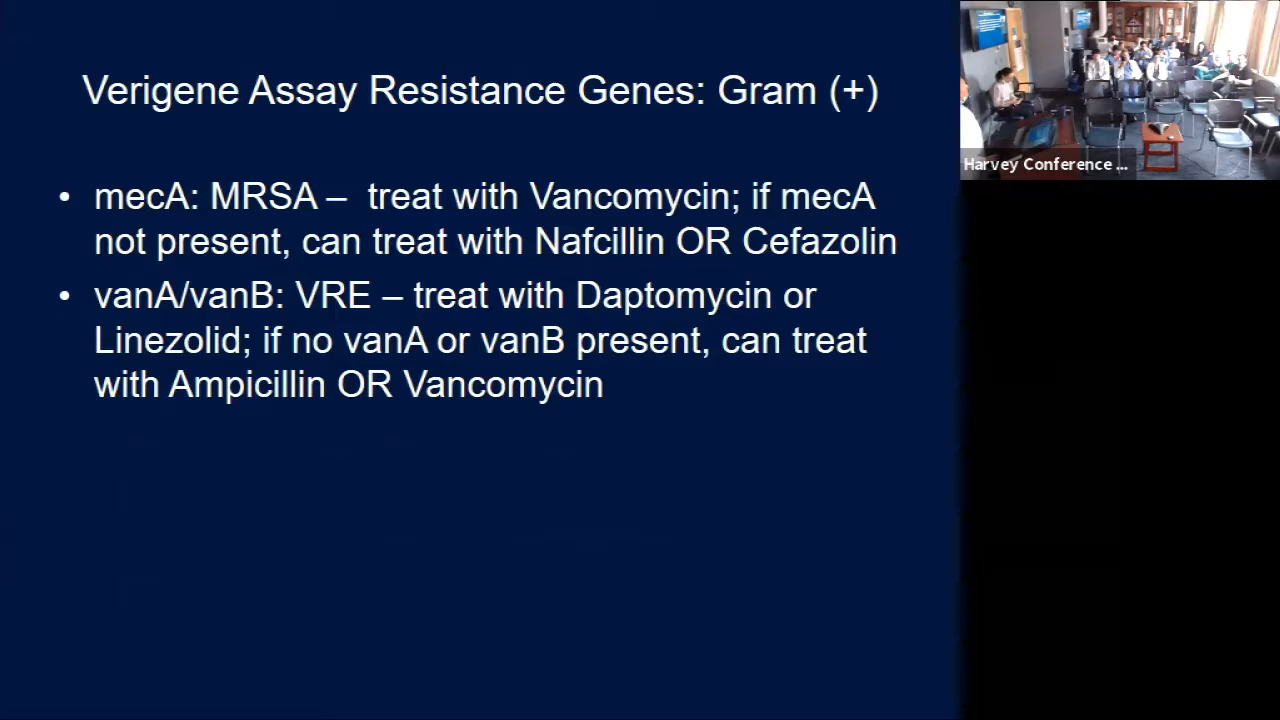 Verigene Assay Resistance Genes: Gram (+)
• mecA: MRSA – treat with Vancomycin; if mecA
not present, can treat with Nafcillin OR Cefazolin
• vanA/vanB: VRE – treat with Daptomycin or
Linezolid; if no vanA or vanB present, can treat
with Ampicillin OR Vancomycin
Harvey Conference ...